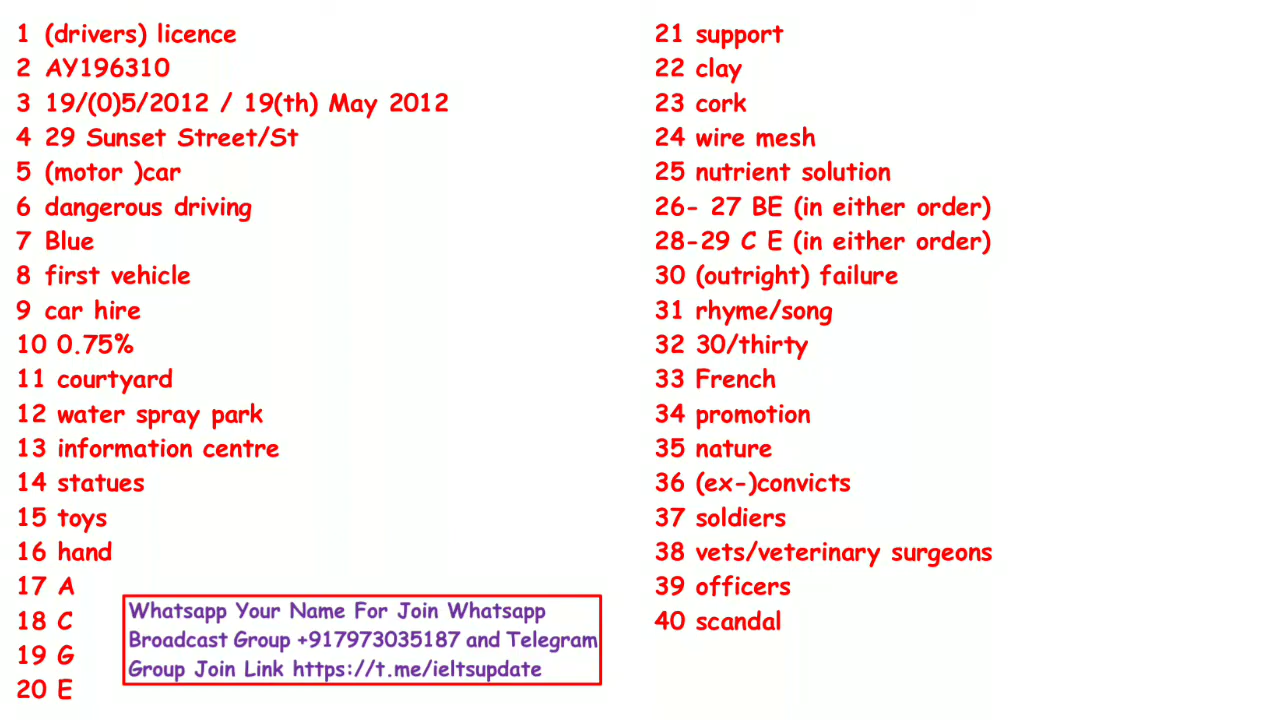 1 (drivers) licence
2 AY196310
3 19/(0)5/2012 / 19(th) May 2012
4 29 Sunset Street/St
5 (motor )car
6 dangerous driving
7 Blue
8 first vehicle
9 car hire
10 0.75%
11 courtyard
12 water spray park
13 information centre
14 statues
15 toys
16 hand
17 A
18 C
19 G
20 E
Whatsapp Your Name For Join Whatsapp
Broadcast Group +917973035187 and Telegram
Group Join Link https://t.me/ieltsupdate
21 support
22 clay
23 cork
24 wire mesh
25 nutrient solution
26- 27 BE (in either order)
28-29 C E (in either order)
30 (outright) failure
31 rhyme/song
32 30/thirty
33 French
34 promotion
35 nature
36 (ex-)convicts
37 soldiers
38 vets/veterinary surgeons
39 officers
40 scandal